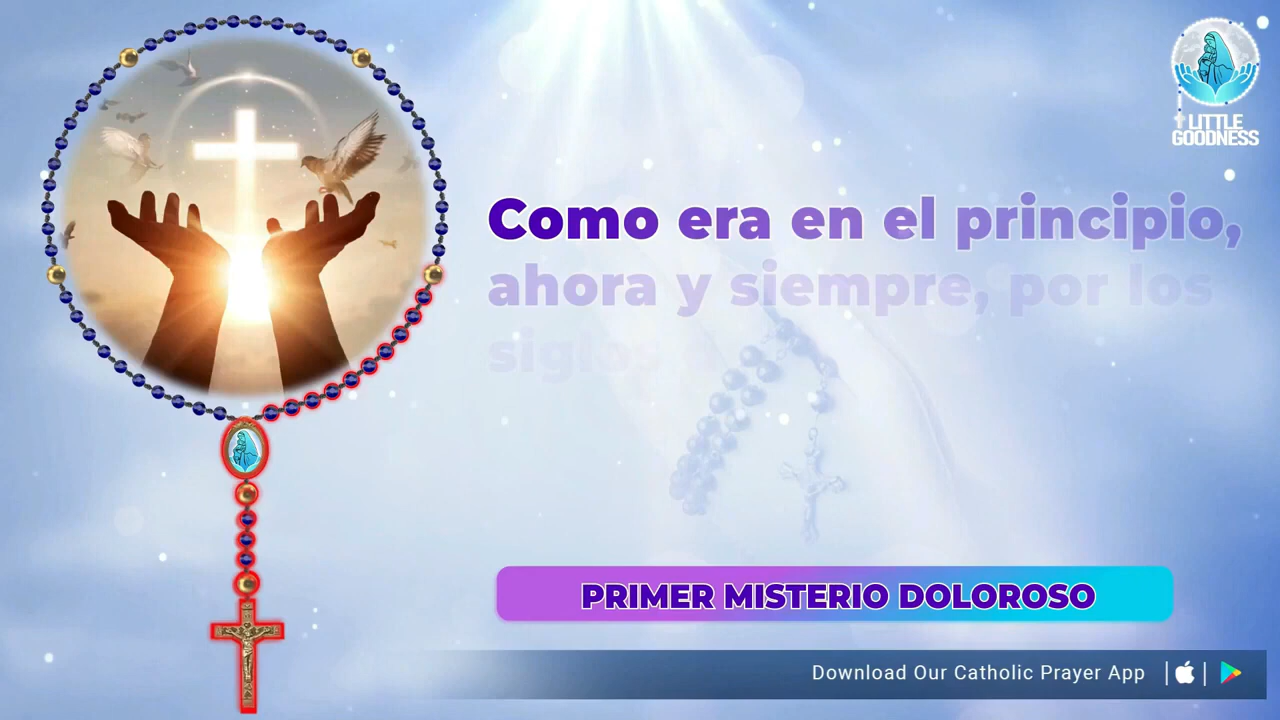 LITTLE
GOODNESS
Como era en el principio,
ahora y siempre, por los
siglos
PRIMER MISTERIO DOLOROSO
Download Our Catholic Prayer App